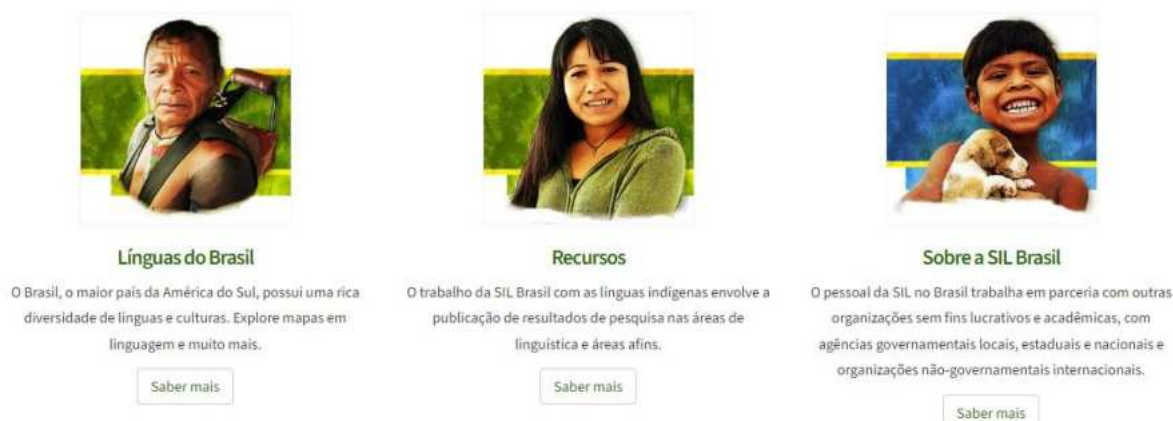 Línguas do Brasil
O Brasil, o maior país da América do Sul, possui uma rica
diversidade de línguas e culturas. Explore mapas em
linguagem e muito mais.
Saber mais
Recursos
O trabalho da SIL Brasil com as línguas indígenas envolve a
publicação de resultados de pesquisa nas áreas de
linguística e áreas afins.
Saber mais
Sobre a SIL Brasil
O pessoal da SIL no Brasil trabalha em parceria com outras
organizações sem fins lucrativos e acadêmicas, com
agências governamentais locais, estaduais e nacionais e
organizações não-governamentais internacionais.
Saber mais